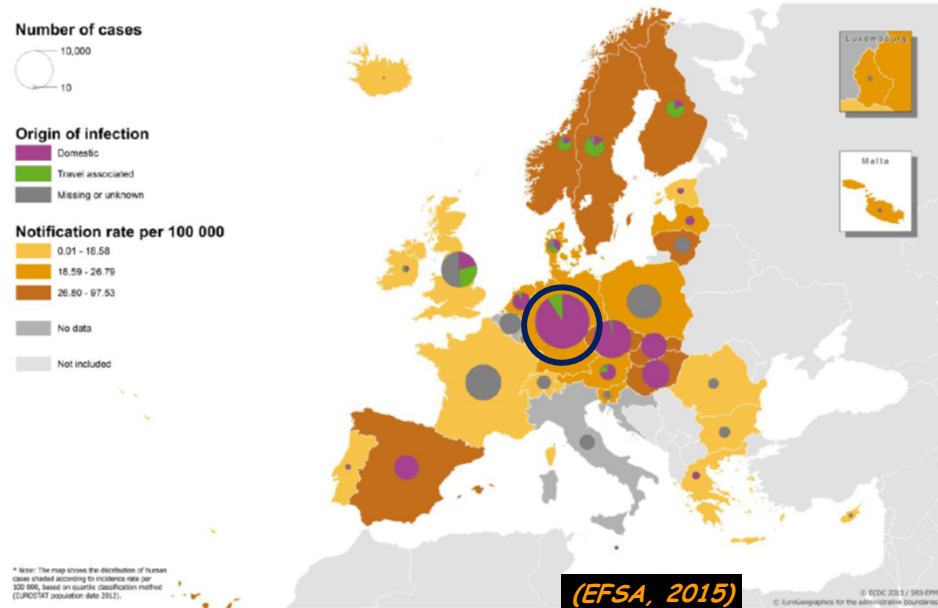 Number of cases
10,000
10
Origin of infection
Domestic
Travel associated
Missing or unknown
Notification rate per 100 000
0.01 - 18.58
18.59 - 26.79
26.80 - 97.53
No data
Not included
Luxembourg
Malta
* Note: The map shows the distribution of human
cases shaded according to incidence rate per
100 000, based on quartile classification method
(EUROSTAT population data 2012).
(EFSA, 2015)
© ECDC 2013 / SRS-EPM
© EuroGeographics for the administrative boundaries